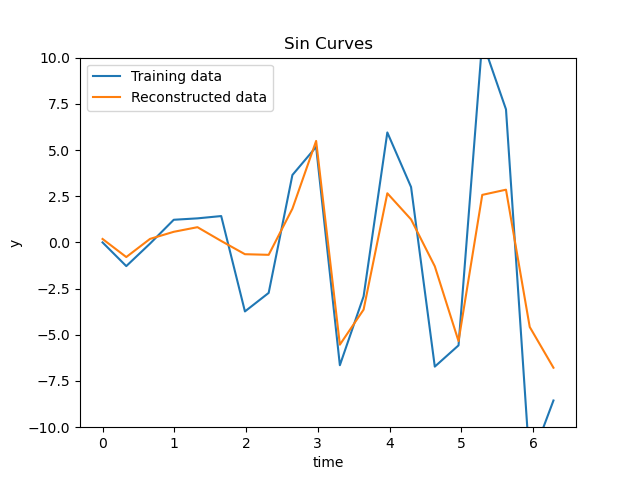 Sin Curves
Training data
Reconstructed data
y
10.0
7.5
5.0
2.5
0.0
−2.5
−5.0
−7.5
−10.0
0 1 2 3 4 5 6
time